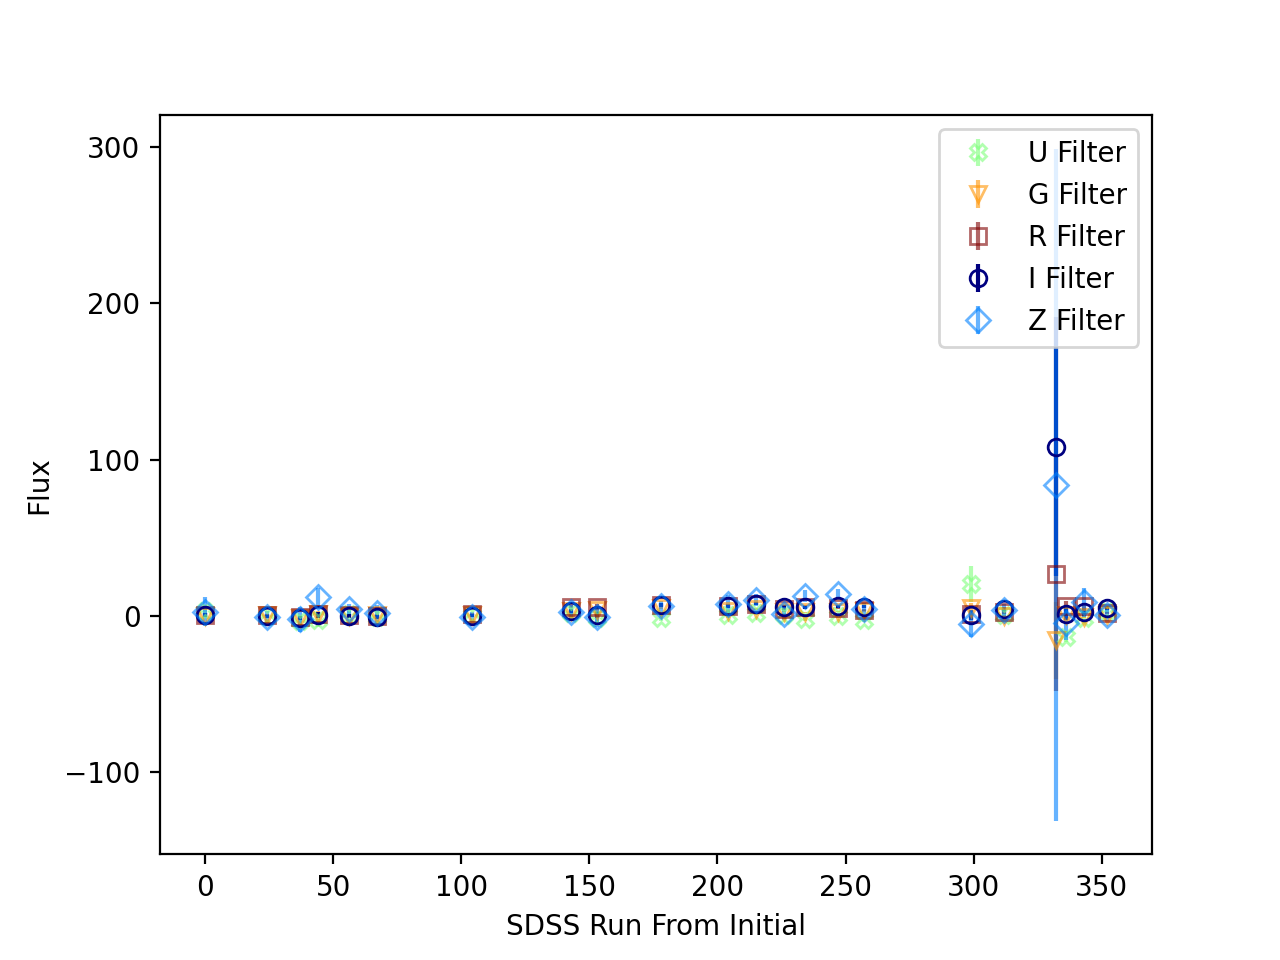 300
200
100
0
−100
Flux
U Filter
G Filter
R Filter
I Filter
Z Filter
0 50 100 150 200 250 300 350
SDSS Run From Initial